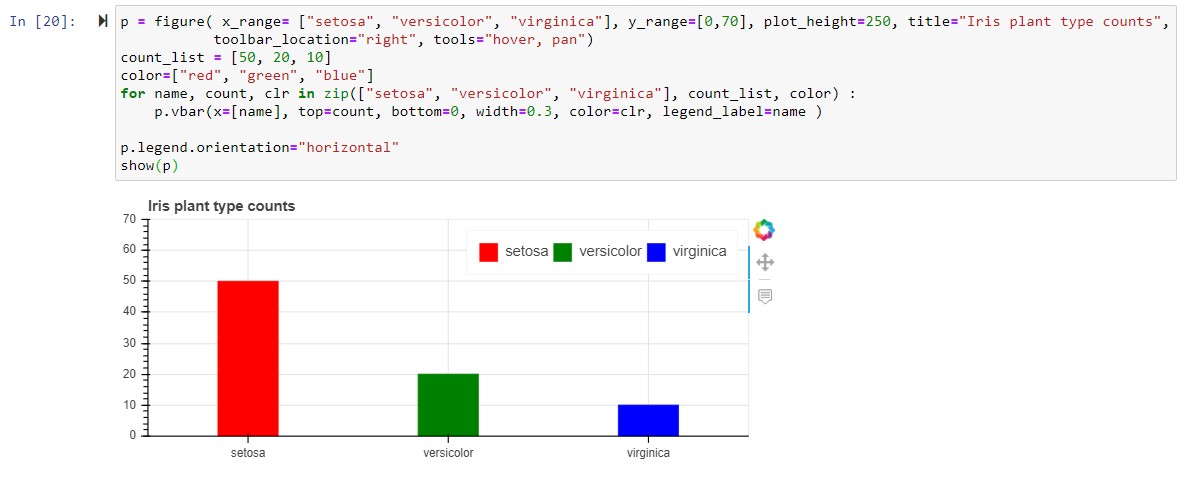 In [20]:
p = figure( x_range= ["setosa", "versicolor", "virginica"], y_range=[0,70], plot_height=250, title="Iris plant type counts",
           toolbar_location="right", tools="hover, pan")
count_list = [50, 20, 10]
color=["red", "green", "blue"]
for name, count, clr in zip(["setosa", "versicolor", "virginica"], count_list, color) :
    p.vbar(x=[name], top=count, bottom=0, width=0.3, color=clr, legend_label=name )

p.legend.orientation="horizontal"
show(p)
Iris plant type counts
70
60
50
40
30
20
10
0
setosa versicolor virginica
setosa versicolor virginica